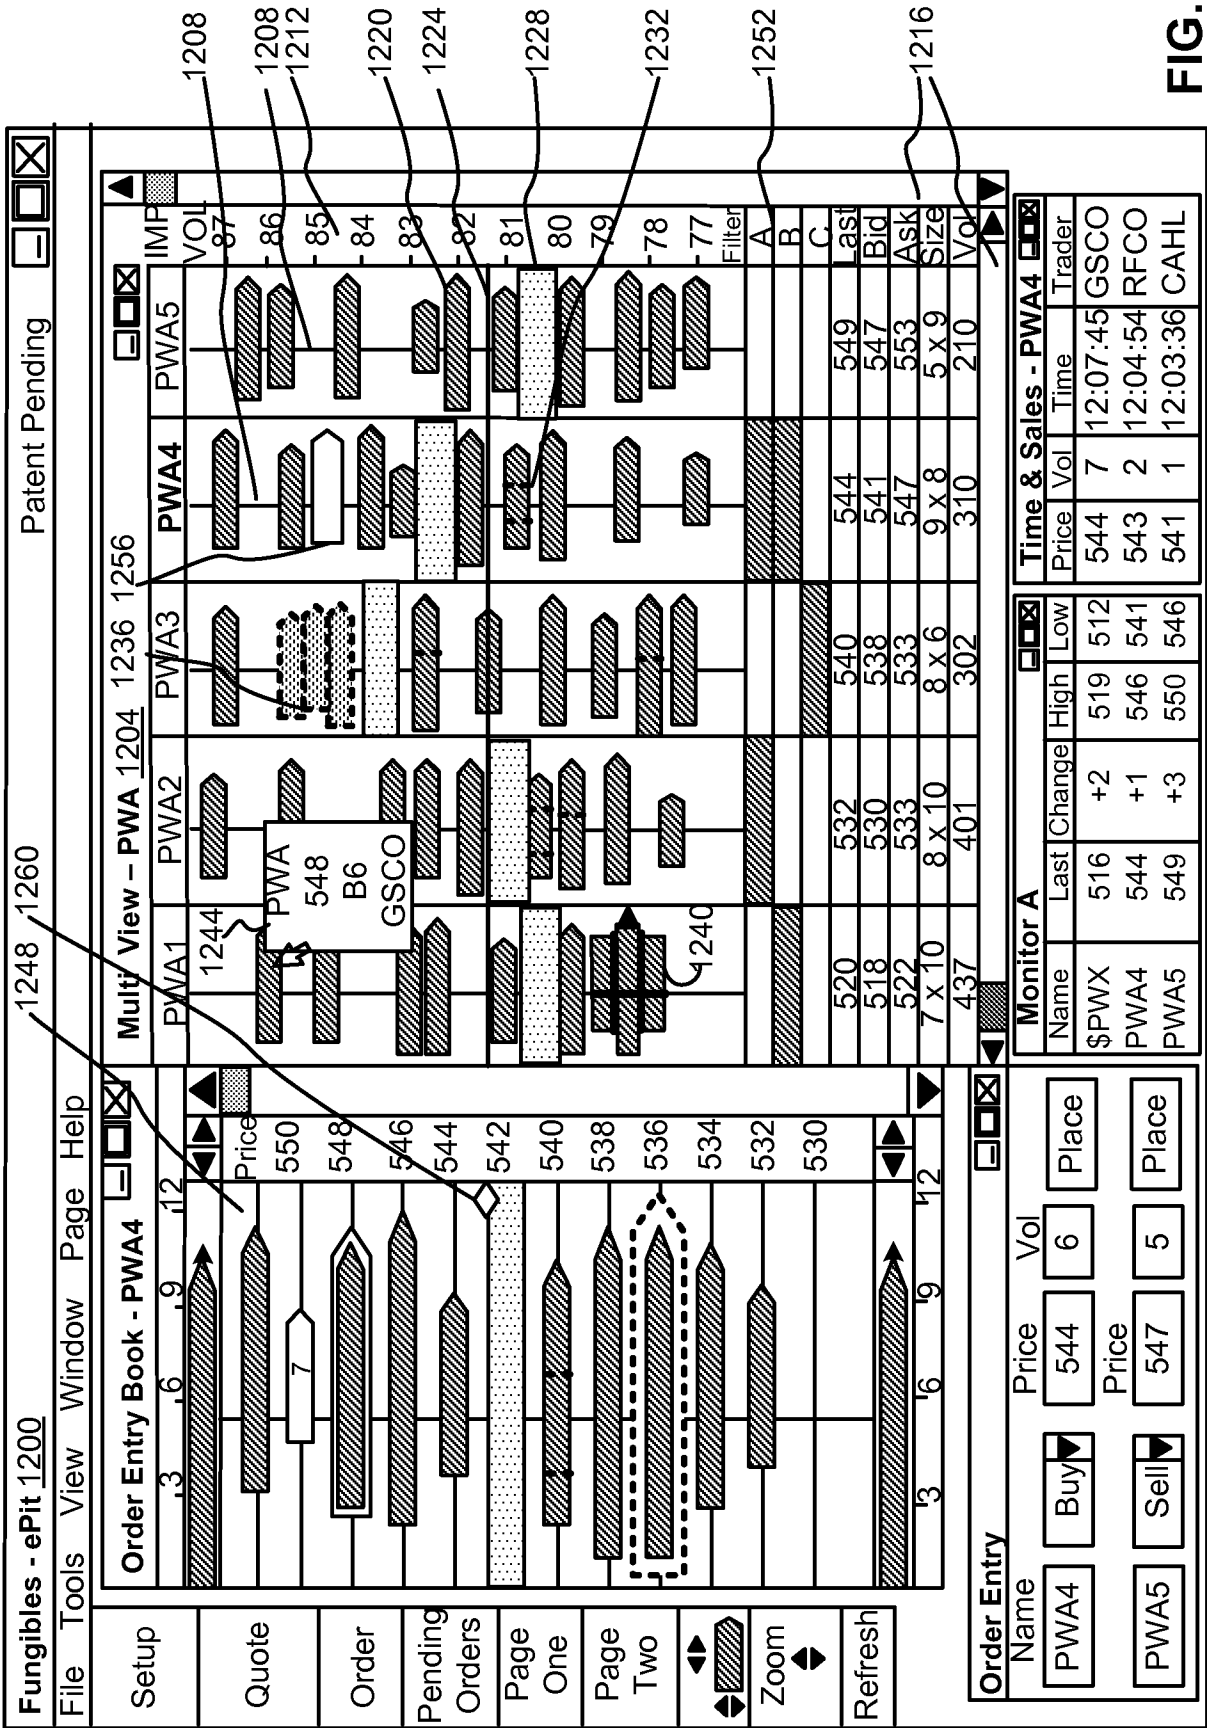 Fungibles - ePit 1200
Patent Pending
File Tools View Window Page Help
Setup
Quote
Order
Pending Orders
Page One
Page Two
Zoom
Refresh
Order Entry Book - PWA4
3 6 9 12
Price
550
548
546
544
542
540
538
536
534
532
530
7
3 6 9 12
1248
1260
Multi View – PWA 1204
1236
1256
PWA1 PWA2 PWA3 PWA4 PWA5
IMP
VOL
87
86
85
84
83
82
81
80
79
78
77
Filter
A
B
C
1244
PWA
548
B6
GSCO
1240
520 532 540 544 549 Last
518 530 538 541 547 Bid
522 533 533 547 553 Ask
7 x 10 8 x 10 8 x 6 9 x 8 5 x 9 Size
437 401 302 310 210 Vol
1208
1208
1212
1220
1224
1228
1232
1252
1216
Order Entry
Name Price Vol
PWA4 Buy 544 6 Place
Price
PWA5 Sell 547 5 Place
Monitor A
Name Last Change High Low
$PWX 516 +2 519 512
PWA4 544 +1 546 541
PWA5 549 +3 550 546
Time & Sales - PWA4
Price Vol Time Trader
544 7 12:07:45 GSCO
543 2 12:04:54 RFCO
541 1 12:03:36 CAHL
FIG.